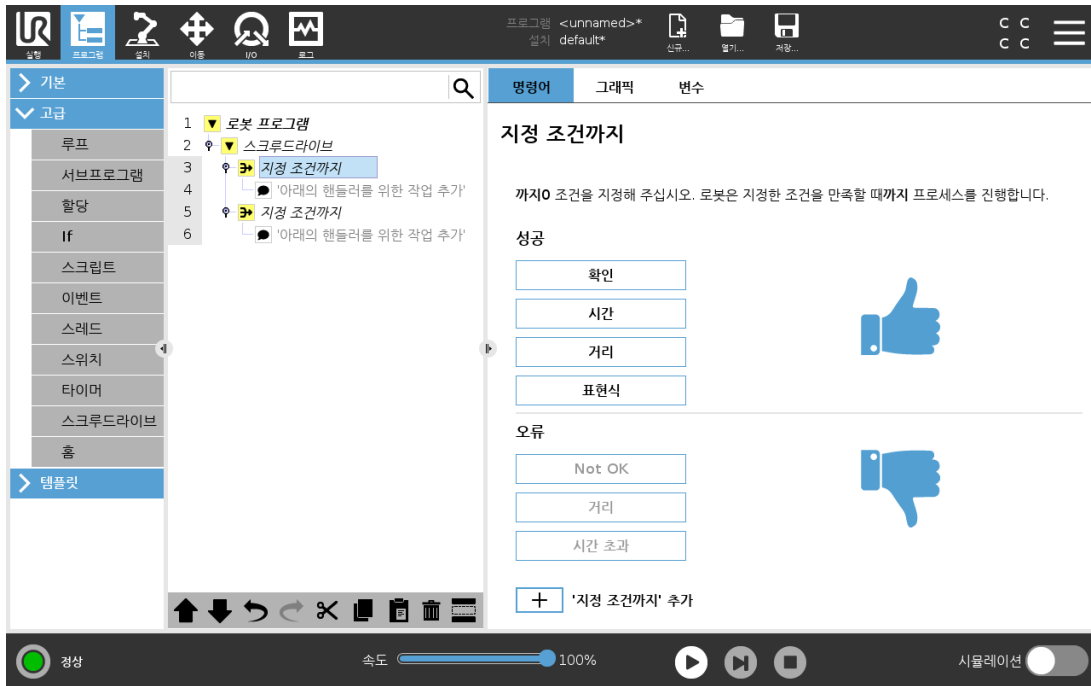 UR
실행
프로그램
설치
이동
I/O
로그
프로그램 <unnamed>*
설치 default*
신규...
열기...
저장...
C C
C C
기본
고급
루프
서브프로그램
할당
If
스크립트
이벤트
스레드
스위치
타이머
스크루드라이브
홈
템플릿
1 로봇 프로그램
2 스크루드라이브
3 지정 조건까지
4 '아래의 핸들러를 위한 작업 추가'
5 지정 조건까지
6 '아래의 핸들러를 위한 작업 추가'
명령어 그래픽 변수
지정 조건까지
까지0 조건을 지정해 주십시오. 로봇은 지정한 조건을 만족할 때까지 프로세스를 진행합니다.
성공
확인
시간
거리
표현식
오류
Not OK
거리
시간 초과
'지정 조건까지' 추가
정상
속도 100%
시뮬레이션